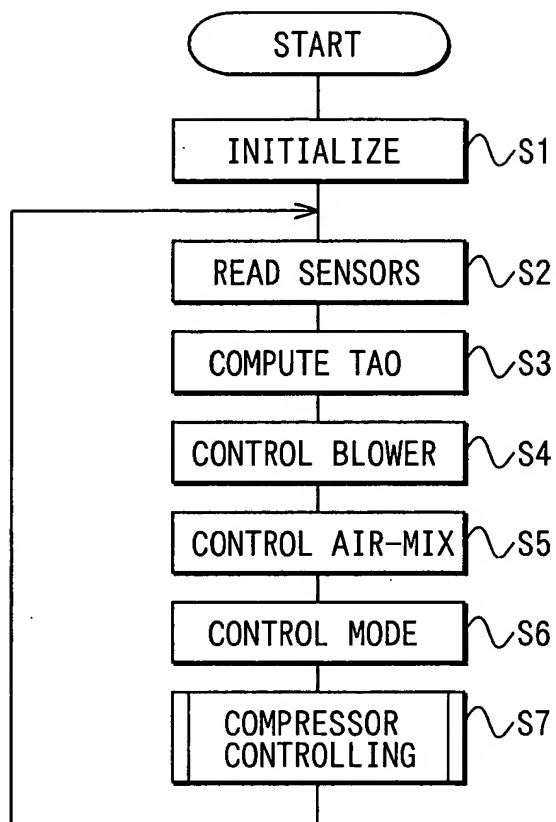 START
INITIALIZE S1
READ SENSORS S2
COMPUTE TAO S3
CONTROL BLOWER S4
CONTROL AIR-MIX S5
CONTROL MODE S6
COMPRESSOR
CONTROLLING S7